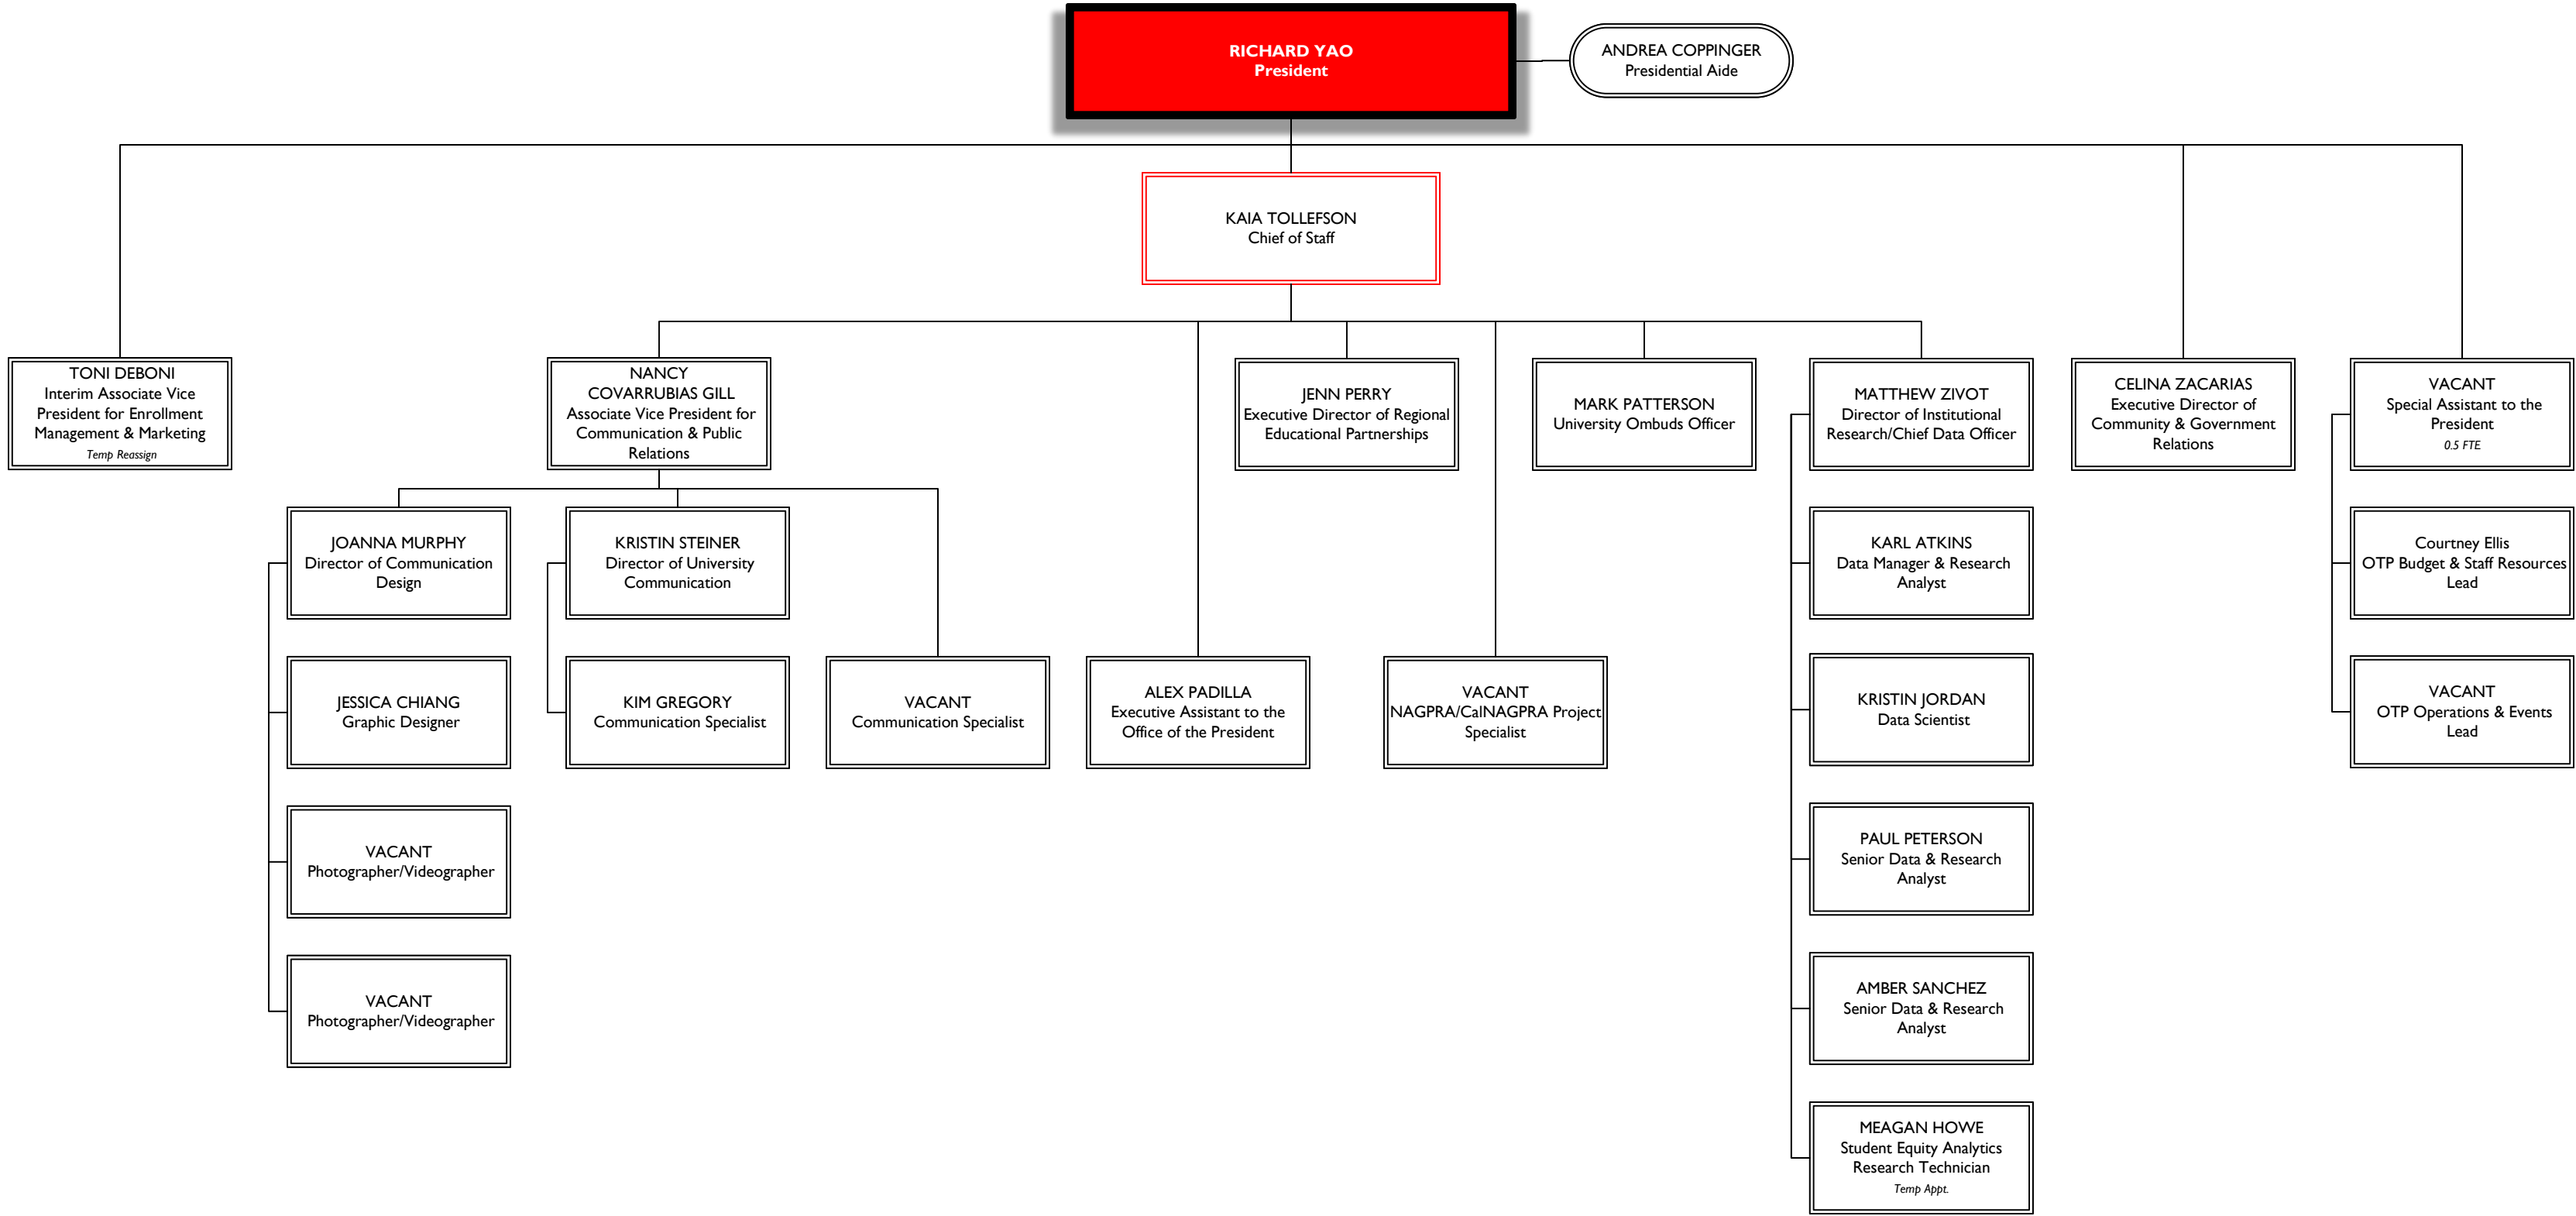 RICHARD YAO
President
ANDREA COPPINGER
Presidential Aide
KAIA TOLLEFSON
Chief of Staff
TONI DEBONI
Interim Associate Vice
President for Enrollment
Management & Marketing
Temp Reassign
NANCY
COVARRUBIAS GILL
Associate Vice President for
Communication & Public
Relations
JENN PERRY
Executive Director of Regional
Educational Partnerships
MARK PATTERSON
University Ombuds Officer
MATTHEW ZIVOT
Director of Institutional
Research/Chief Data Officer
CELINA ZACARIAS
Executive Director of
Community & Government
Relations
VACANT
Special Assistant to the
President
0.5 FTE
JOANNA MURPHY
Director of Communication
Design
KRISTIN STEINER
Director of University
Communication
KARL ATKINS
Data Manager & Research
Analyst
Courtney Ellis
OTP Budget & Staff Resources
Lead
JESSICA CHIANG
Graphic Designer
KIM GREGORY
Communication Specialist
VACANT
Communication Specialist
ALEX PADILLA
Executive Assistant to the
Office of the President
VACANT
NAGPRA/CalNAGPRA Project
Specialist
KRISTIN JORDAN
Data Scientist
VACANT
OTP Operations & Events
Lead
VACANT
Photographer/Videographer
PAUL PETERSON
Senior Data & Research
Analyst
VACANT
Photographer/Videographer
AMBER SANCHEZ
Senior Data & Research
Analyst
MEAGAN HOWE
Student Equity Analytics
Research Technician
Temp Appt.